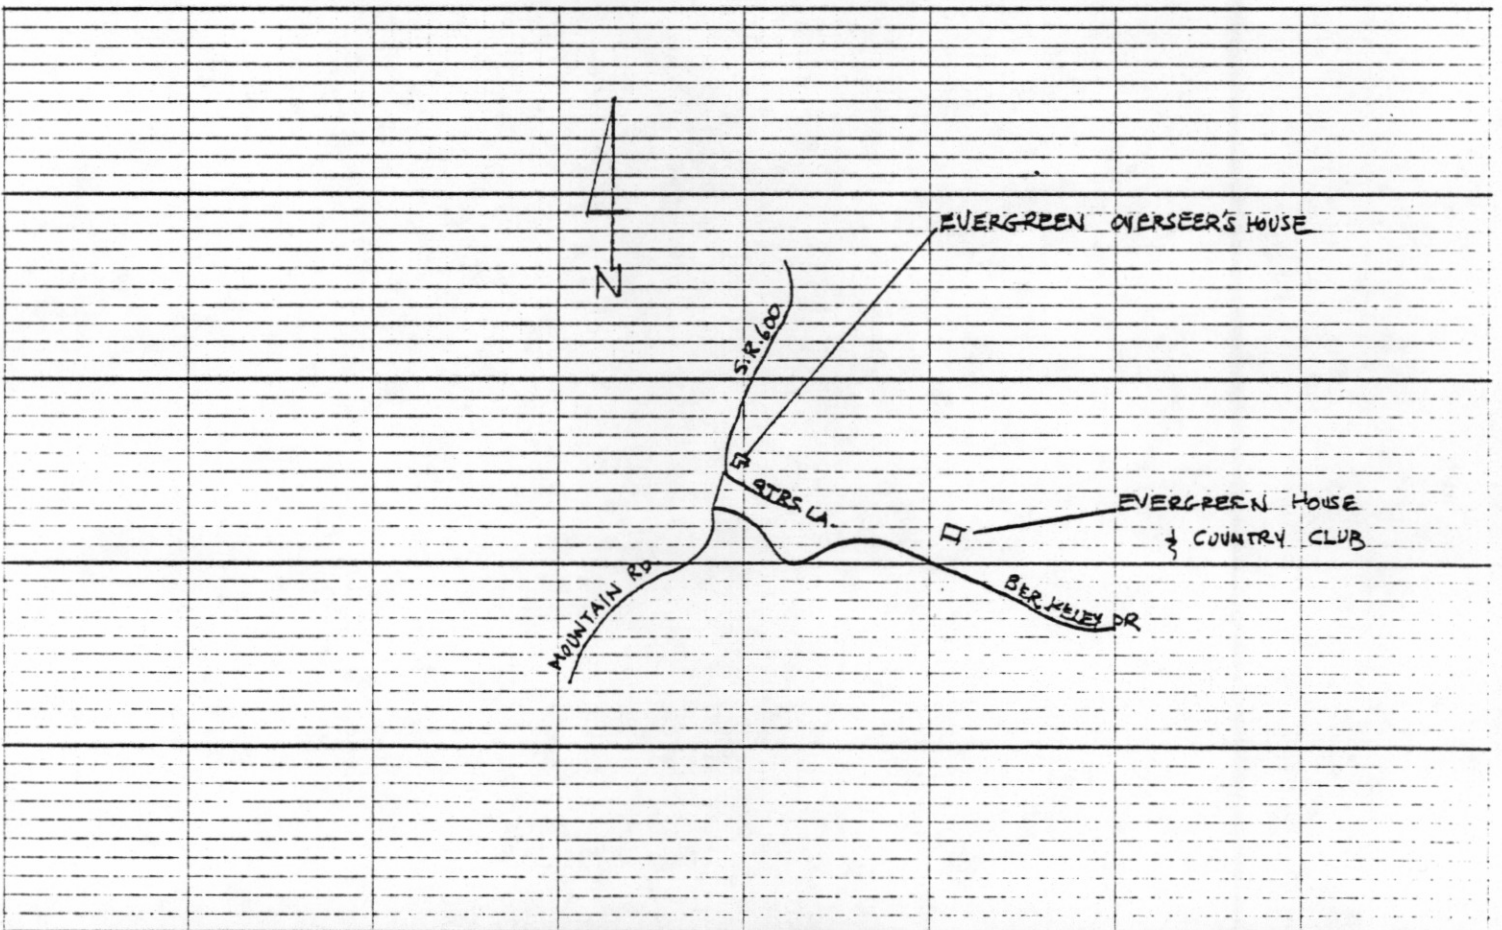 N
EVERGREEN OVERSEER'S HOUSE
S.R. 600
QTRS LA.
EVERGREEN HOUSE
& COUNTRY CLUB
MOUNTAIN RD.
BERKELEY DR